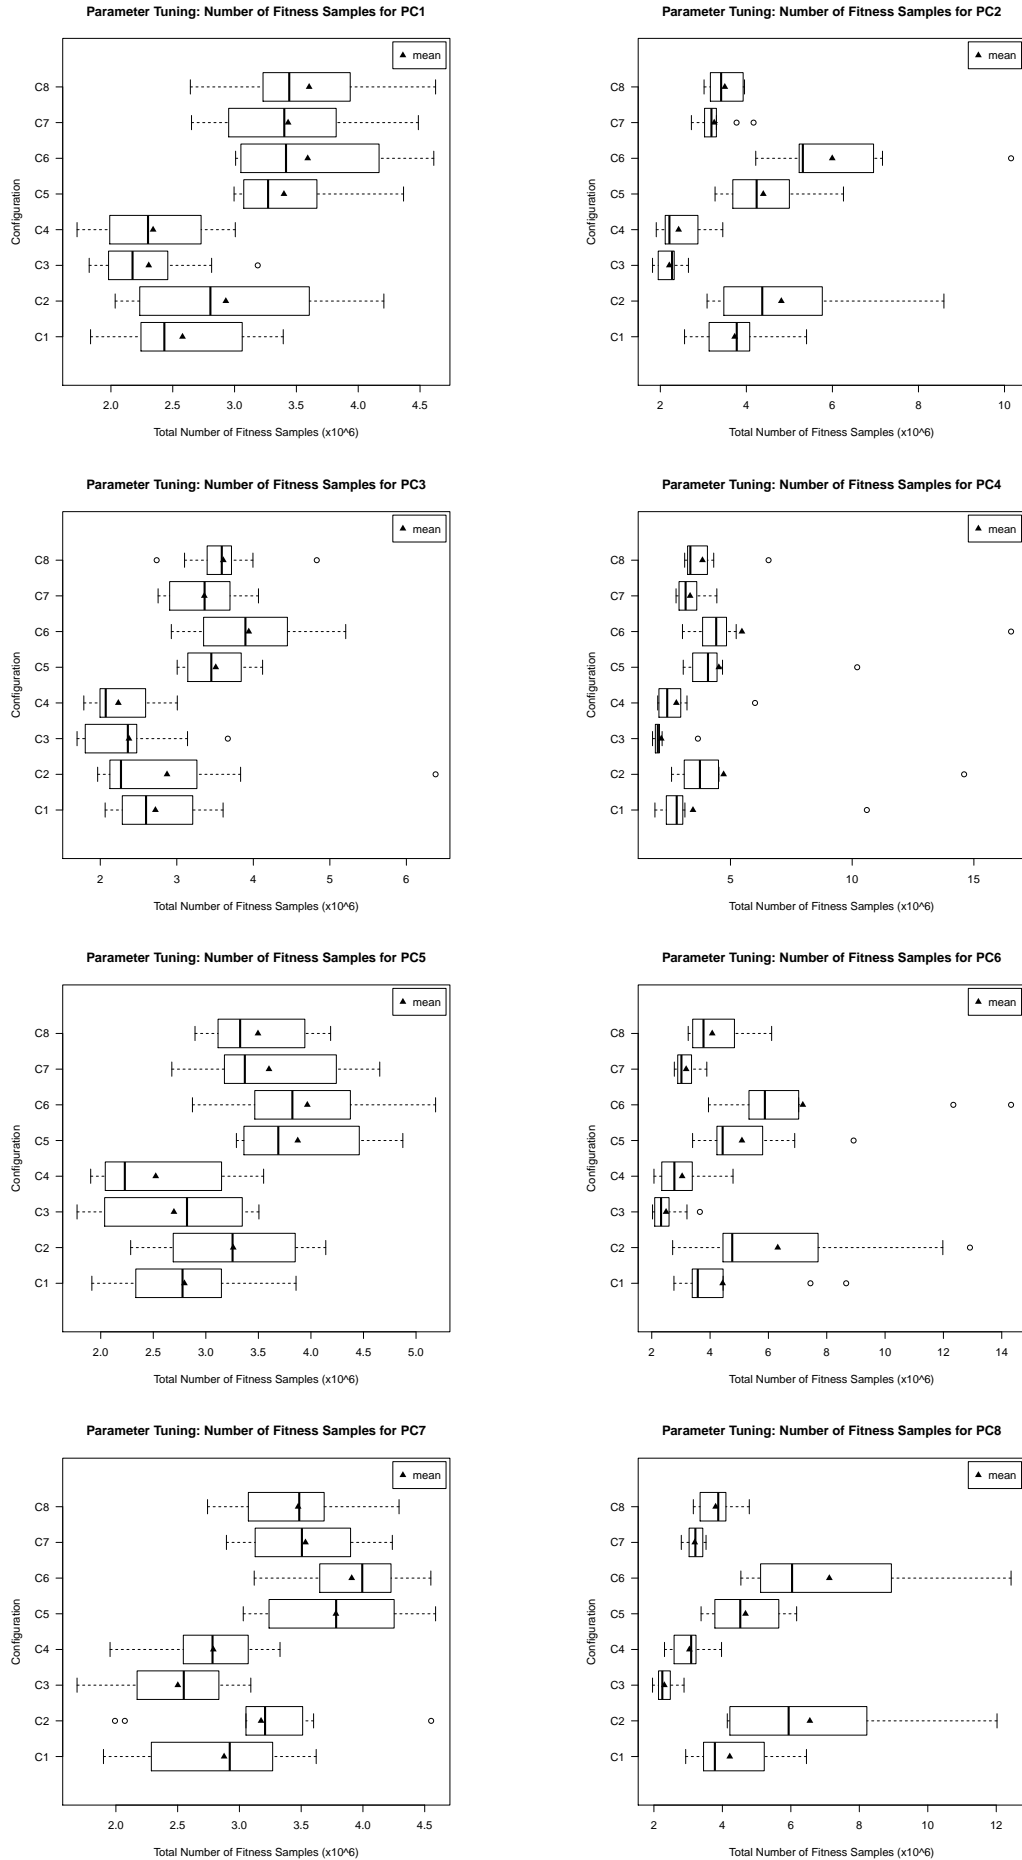 Parameter Tuning: Number of Fitness Samples for PC1
mean
C8
C7
C6
C5
C4
C3
C2
C1
Configuration
2.0 2.5 3.0 3.5 4.0 4.5
Total Number of Fitness Samples (x10^6)
Parameter Tuning: Number of Fitness Samples for PC2
mean
C8
C7
C6
C5
C4
C3
C2
C1
Configuration
2 4 6 8 10
Total Number of Fitness Samples (x10^6)
Parameter Tuning: Number of Fitness Samples for PC3
mean
C8
C7
C6
C5
C4
C3
C2
C1
Configuration
2 3 4 5 6
Total Number of Fitness Samples (x10^6)
Parameter Tuning: Number of Fitness Samples for PC4
mean
C8
C7
C6
C5
C4
C3
C2
C1
Configuration
5 10 15
Total Number of Fitness Samples (x10^6)
Parameter Tuning: Number of Fitness Samples for PC5
mean
C8
C7
C6
C5
C4
C3
C2
C1
Configuration
2.0 2.5 3.0 3.5 4.0 4.5 5.0
Total Number of Fitness Samples (x10^6)
Parameter Tuning: Number of Fitness Samples for PC6
mean
C8
C7
C6
C5
C4
C3
C2
C1
Configuration
2 4 6 8 10 12 14
Total Number of Fitness Samples (x10^6)
Parameter Tuning: Number of Fitness Samples for PC7
mean
C8
C7
C6
C5
C4
C3
C2
C1
Configuration
2.0 2.5 3.0 3.5 4.0 4.5
Total Number of Fitness Samples (x10^6)
Parameter Tuning: Number of Fitness Samples for PC8
mean
C8
C7
C6
C5
C4
C3
C2
C1
Configuration
2 4 6 8 10 12
Total Number of Fitness Samples (x10^6)